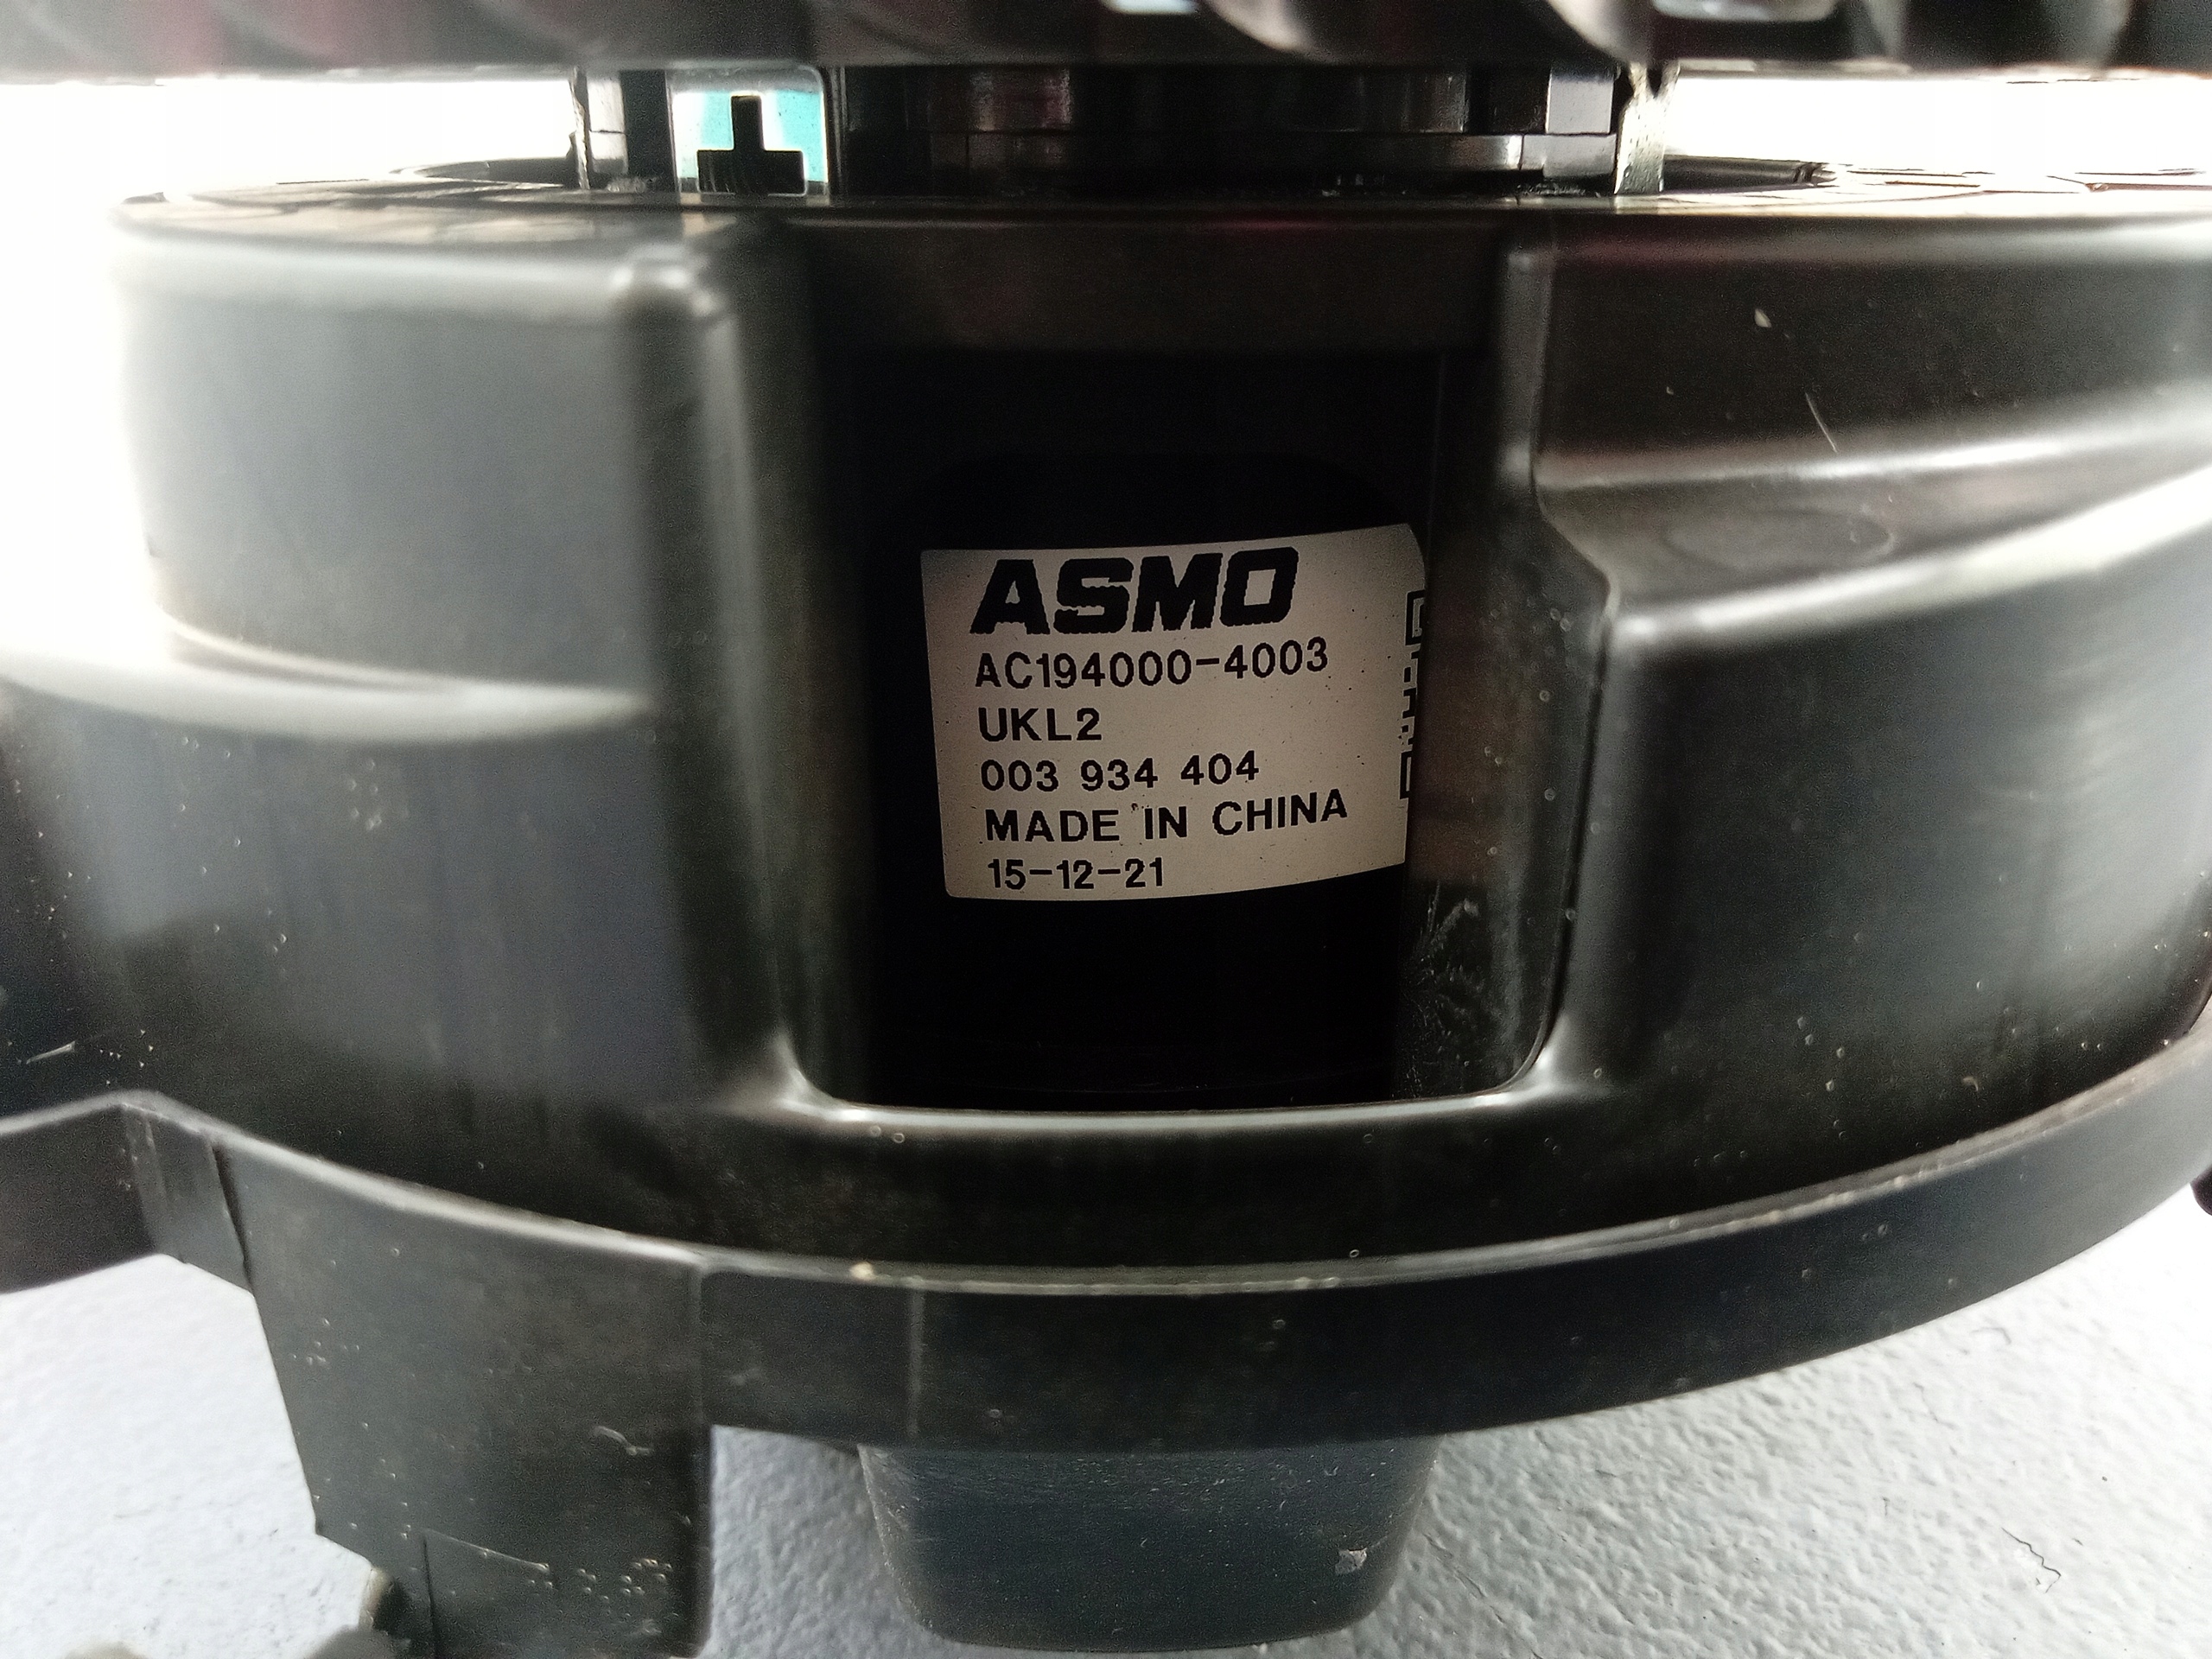 ASMO
AC194000-4003
UKL2
003 934 404
MADE IN CHINA
15-12-21